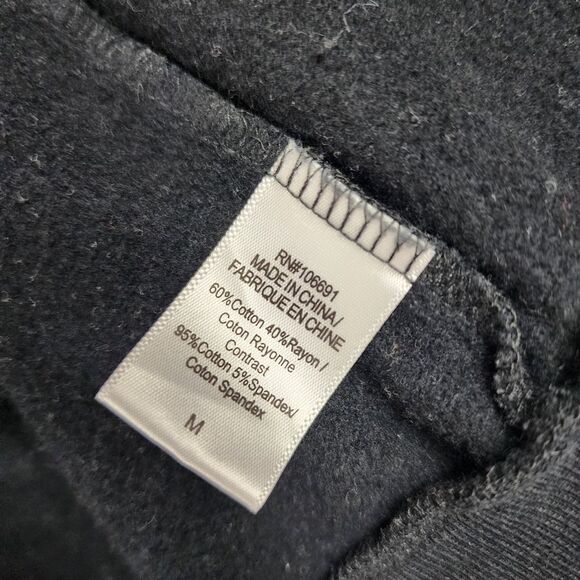 RN#106691
MADE IN CHINA/
FABRIQUE EN CHINE
60%Cotton 40%Rayon /
Coton Rayonne
Contrast
95%Cotton 5%Spandex/
Coton Spandex
M